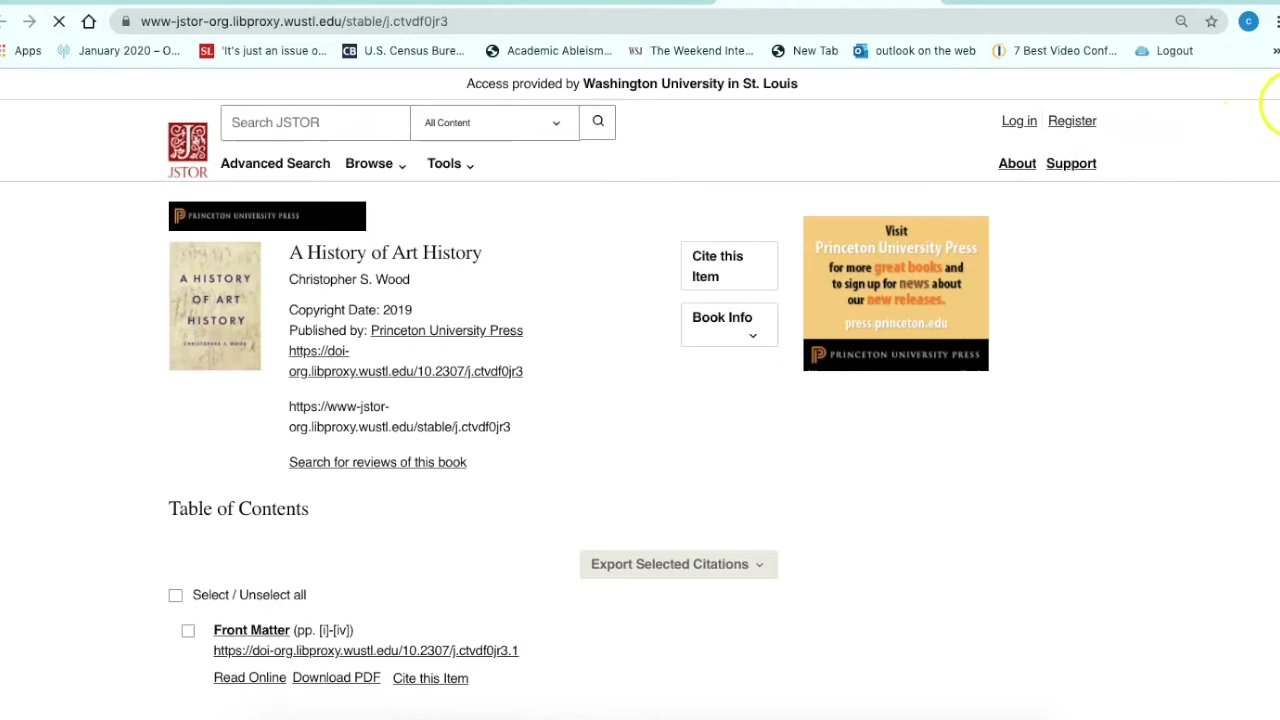 www-jstor-org.libproxy.wustl.edu/stable/j.ctvdf0jr3
C
Apps
January 2020 – O...
SL 'It's just an issue o...
CB U.S. Census Bure...
Academic Ableism...
WSJ The Weekend Inte...
New Tab
outlook on the web
7 Best Video Conf...
Logout
»
Access provided by Washington University in St. Louis
Search JSTOR
All Content
Log in Register
JSTOR
Advanced Search Browse Tools
About Support
PRINCETON UNIVERSITY PRESS
A HISTORY
OF ART
HISTORY
CHRISTOPHER S. WOOD
A History of Art History
Christopher S. Wood
Copyright Date: 2019
Published by: Princeton University Press
https://doi-
org.libproxy.wustl.edu/10.2307/j.ctvdf0jr3
https://www-jstor-
org.libproxy.wustl.edu/stable/j.ctvdf0jr3
Search for reviews of this book
Cite this
Item
Book Info
Visit
Princeton University Press
for more great books and
to sign up for news about
our new releases.
press.princeton.edu
PRINCETON UNIVERSITY PRESS
Table of Contents
Export Selected Citations
Select / Unselect all
Front Matter (pp. [i]-[iv])
https://doi-org.libproxy.wustl.edu/10.2307/j.ctvdf0jr3.1
Read Online Download PDF Cite this Item